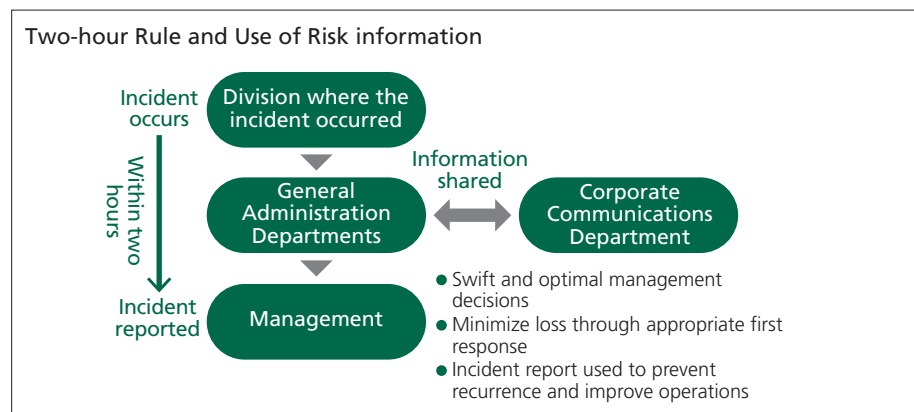 Two-hour Rule and Use of Risk information
Incident
occurs
Division where the
incident occurred
Within two
hours
Information
shared
General
Administration
Departments
Corporate
Communications
Department
Incident
reported
Management
● Swift and optimal management
decisions
● Minimize loss through appropriate first
response
● Incident report used to prevent
recurrence and improve operations